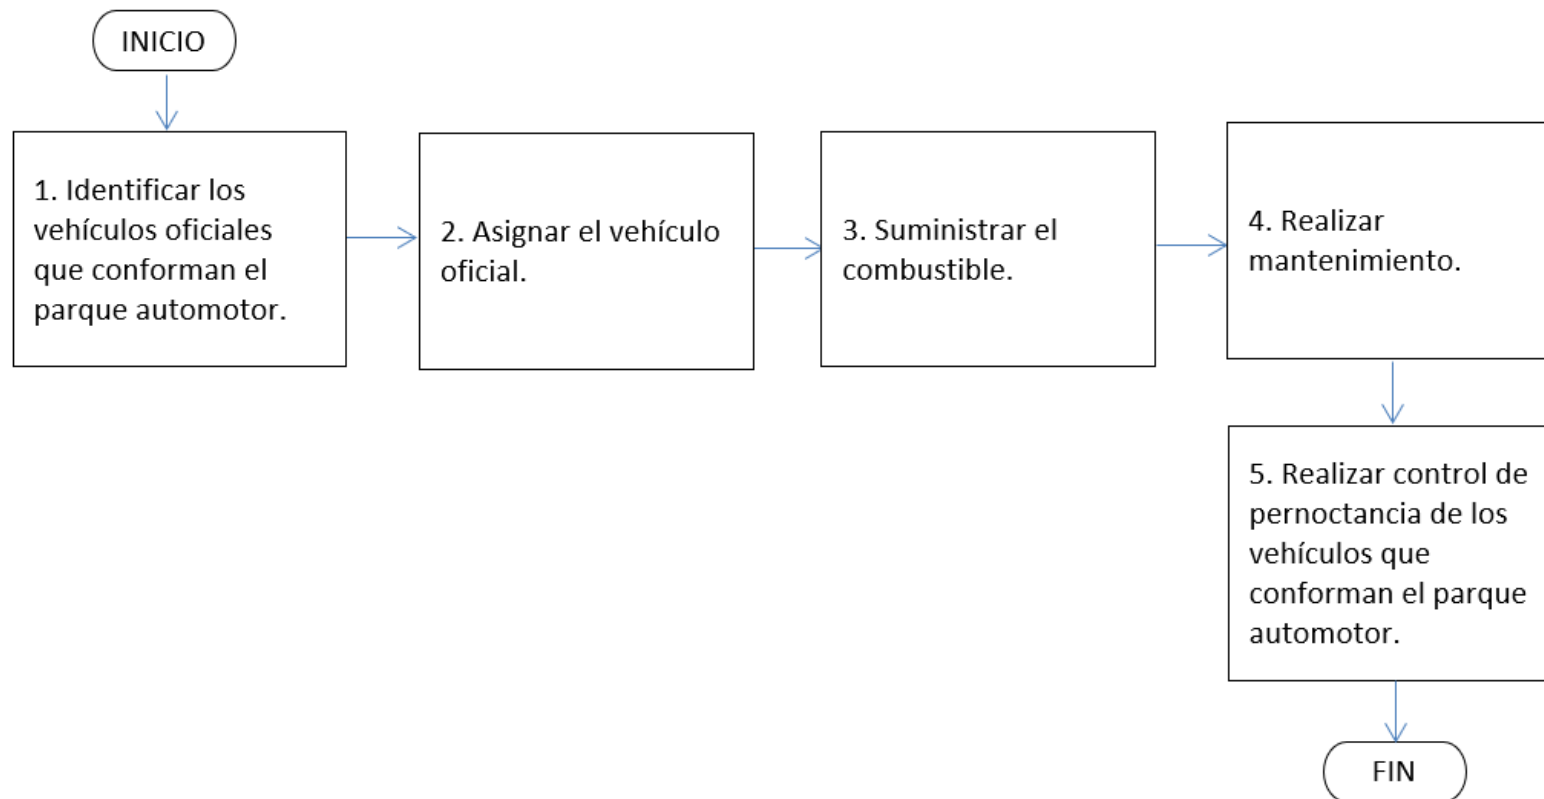 INICIO
1. Identificar los
vehículos oficiales
que conforman el
parque automotor.
2. Asignar el vehículo
oficial.
3. Suministrar el
combustible.
4. Realizar
mantenimiento.
5. Realizar control de
pernoctancia de los
vehículos que
conforman el parque
automotor.
FIN